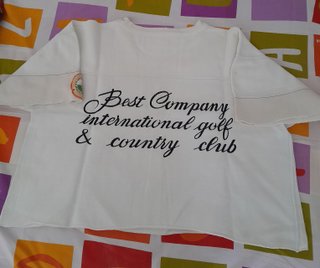 Best Company
international golf
& country club